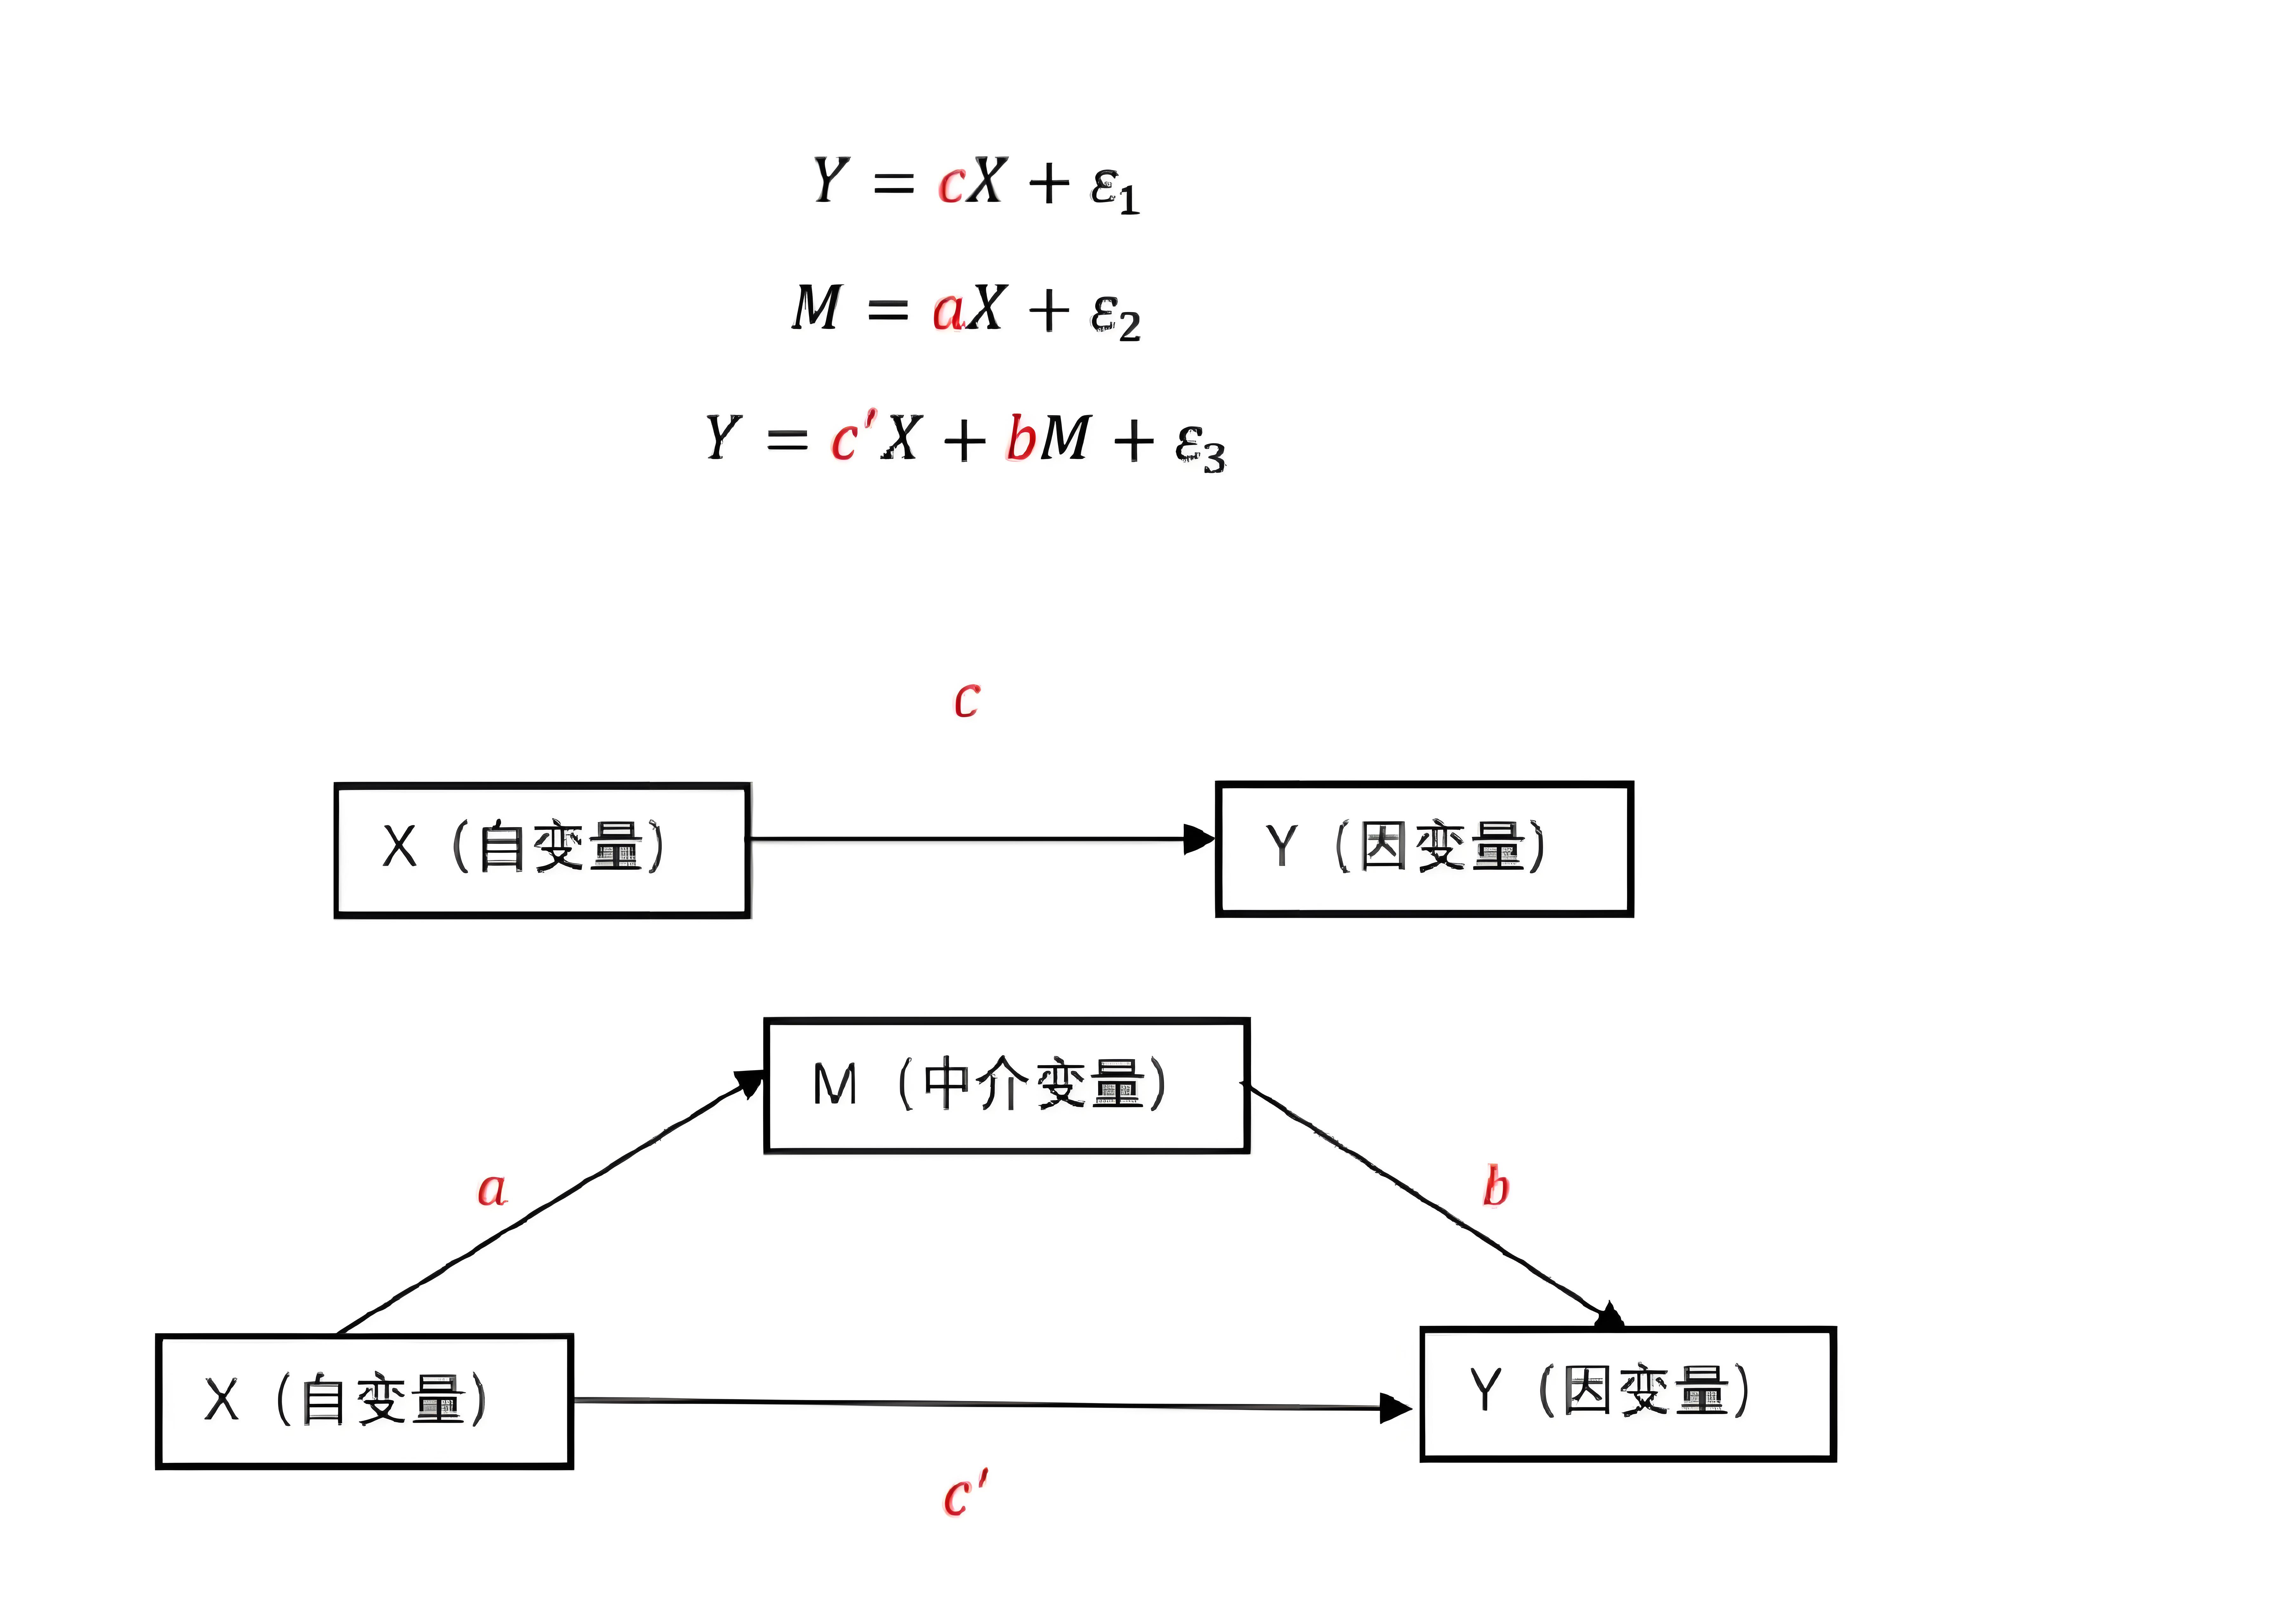 Y = cX + ε₁
M = aX + ε₂
Y = c′X + bM + ε₃
c
X（自变量）
Y（因变量）
M（中介变量）
a
b
X（自变量）
Y（因变量）
c′